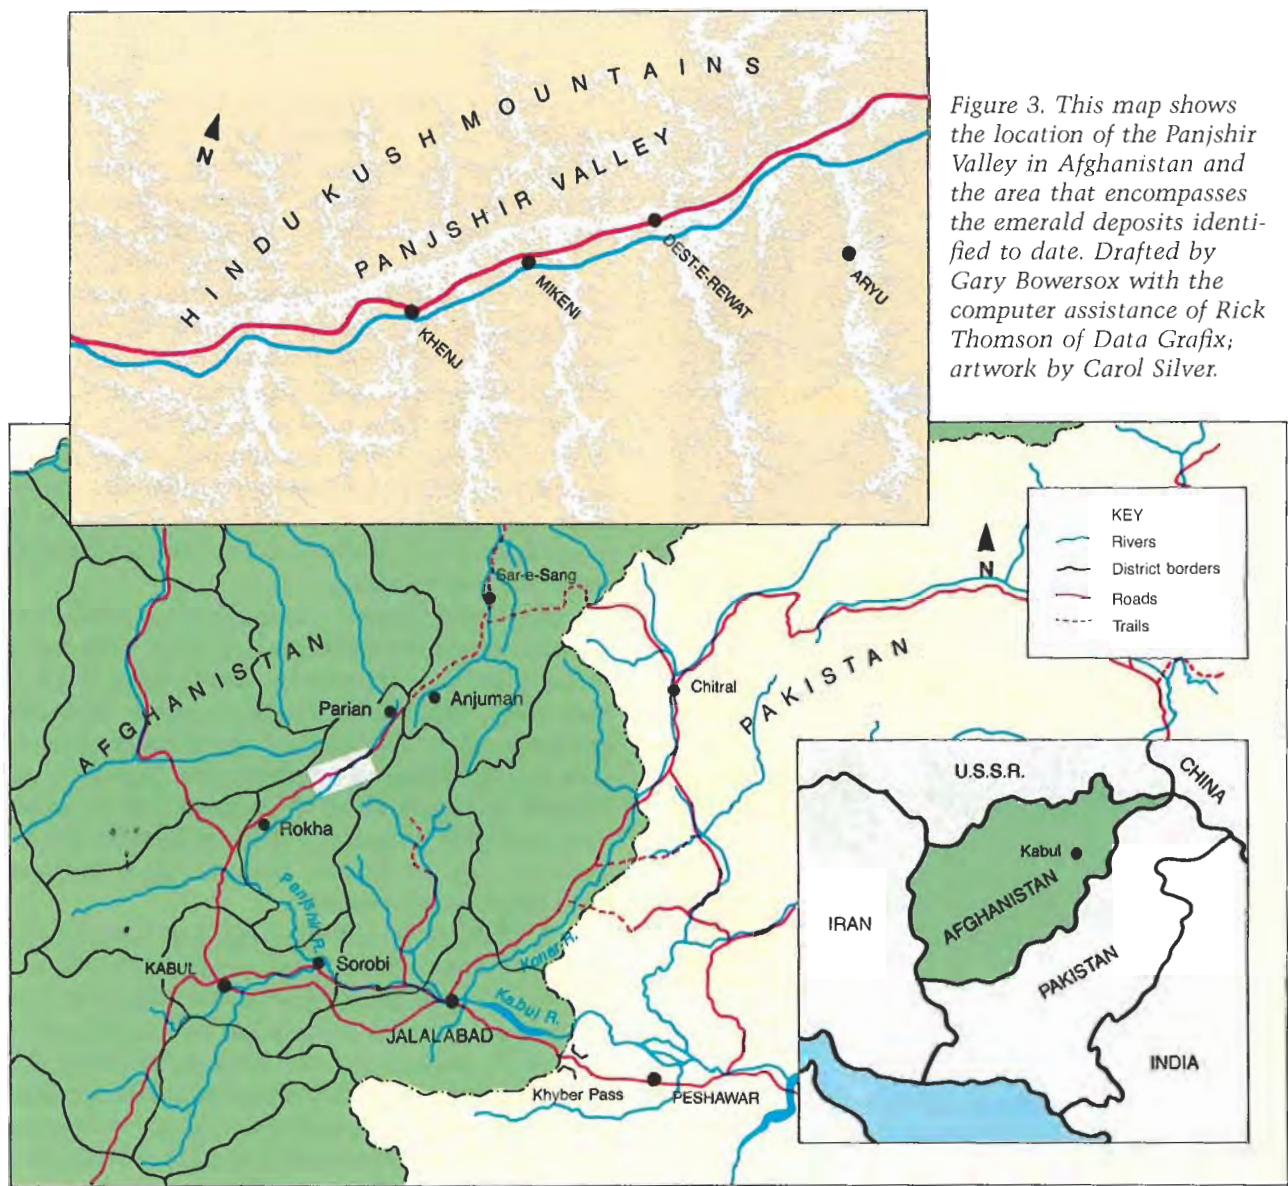 HINDU KUSH MOUNTAINS
PANJSHIR VALLEY
N
KHENJ
MIKENI
DEST-E-REWAT
ARYU
Figure 3. This map shows
the location of the Panjshir
Valley in Afghanistan and
the area that encompasses
the emerald deposits identi-
fied to date. Drafted by
Gary Bowersox with the
computer assistance of Rick
Thomson of Data Grafix;
artwork by Carol Silver.
KEY
Rivers
District borders
Roads
Trails
N
Sar-e-Sang
AFGHANISTAN
PAKISTAN
Chitral
Parian
Anjuman
Rokha
Panjshir R.
Sorobi
KABUL
Konar R.
Kabul R.
JALALABAD
Khyber Pass
PESHAWAR
U.S.S.R.
CHINA
Kabul
AFGHANISTAN
IRAN
PAKISTAN
INDIA